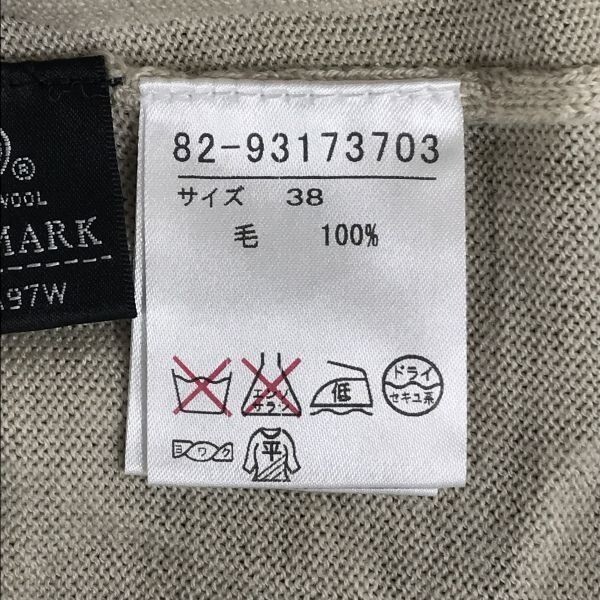 ®
WOOL
MARK
97W
82-93173703
サイズ 38
毛 100%
エンソ
サラシ
低
ドライ
セキユ系
ヨワク
平